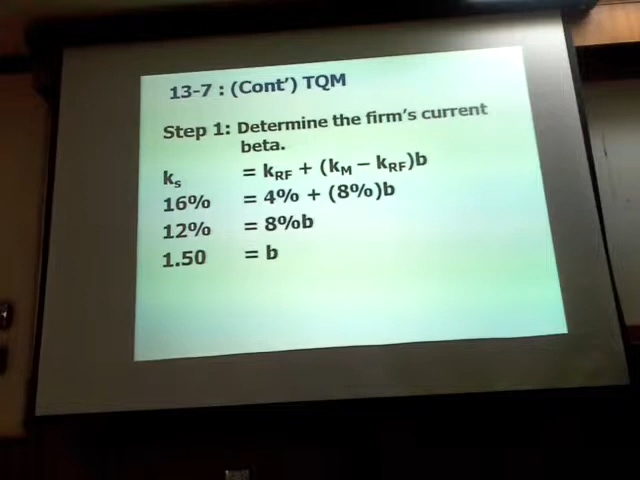 13-7 : (Cont') TQM
Step 1: Determine the firm's current
beta.
ks = kRF + (kM – kRF)b
16% = 4% + (8%)b
12% = 8%b
1.50 = b